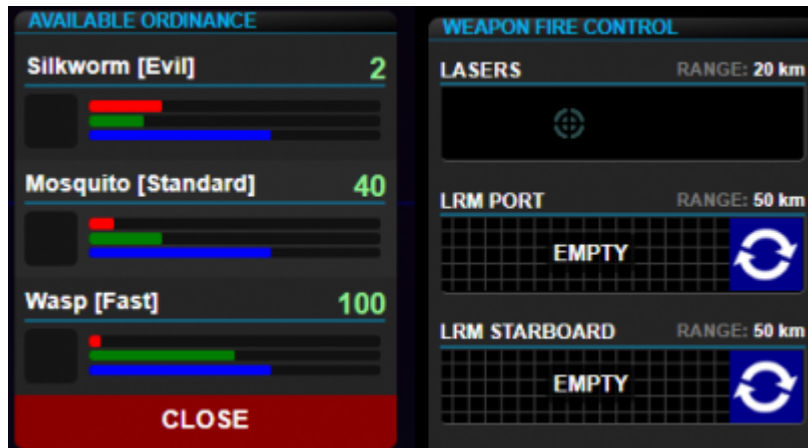 AVAILABLE ORDINANCE
Silkworm [Evil] 2
Mosquito [Standard] 40
Wasp [Fast] 100
CLOSE
WEAPON FIRE CONTROL
LASERS RANGE: 20 km
LRM PORT RANGE: 50 km
EMPTY
LRM STARBOARD RANGE: 50 km
EMPTY